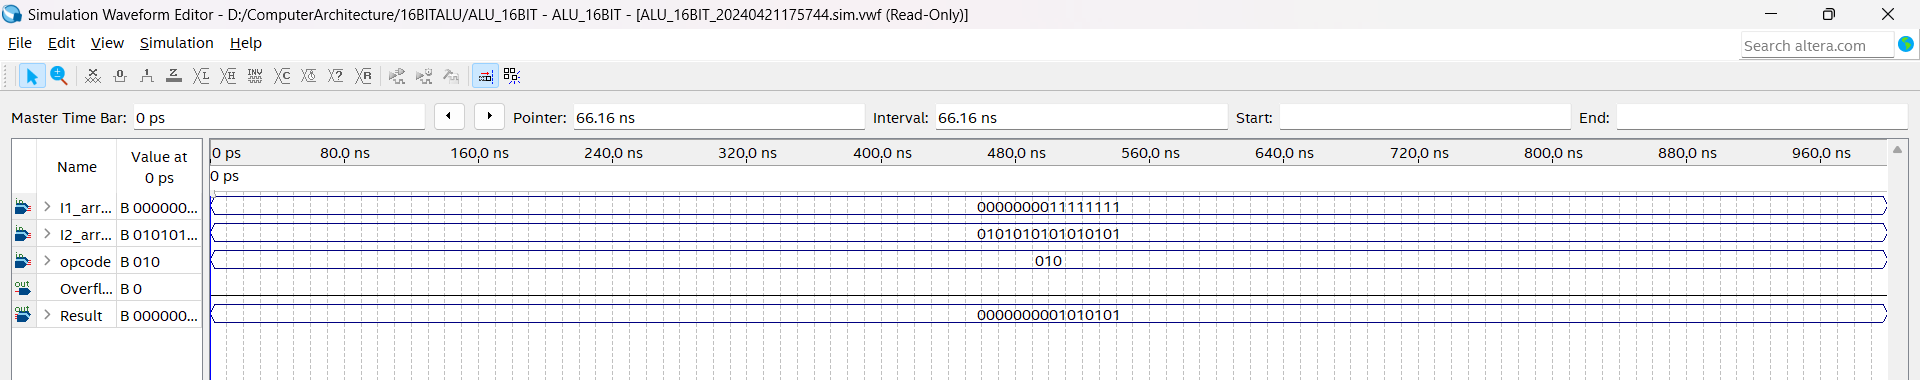 Simulation Waveform Editor - D:/ComputerArchitecture/16BITALU/ALU_16BIT - ALU_16BIT - [ALU_16BIT_20240421175744.sim.vwf (Read-Only)]
File Edit View Simulation Help
Search altera.com
Master Time Bar: 0 ps Pointer: 66.16 ns Interval: 66.16 ns Start: End:
Name Value at 0 ps
0 ps 80.0 ns 160.0 ns 240.0 ns 320.0 ns 400.0 ns 480.0 ns 560.0 ns 640.0 ns 720.0 ns 800.0 ns 880.0 ns 960.0 ns
0 ps
I1_arr... B 000000... 0000000011111111
I2_arr... B 010101... 0101010101010101
opcode B 010 010
Overfl... B 0
Result B 000000... 0000000001010101